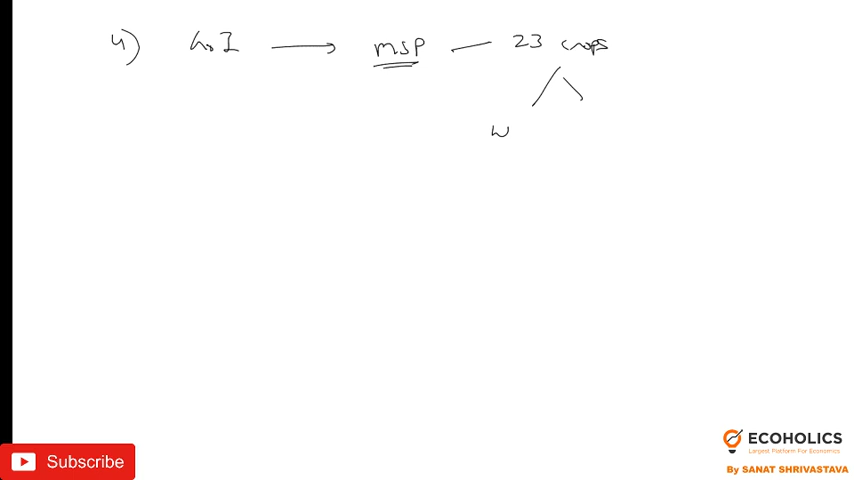 4) GoI → MSP — 23 crops
W
Subscribe
ECOHOLICS
Largest Platform For Economics
By SANAT SHRIVASTAVA